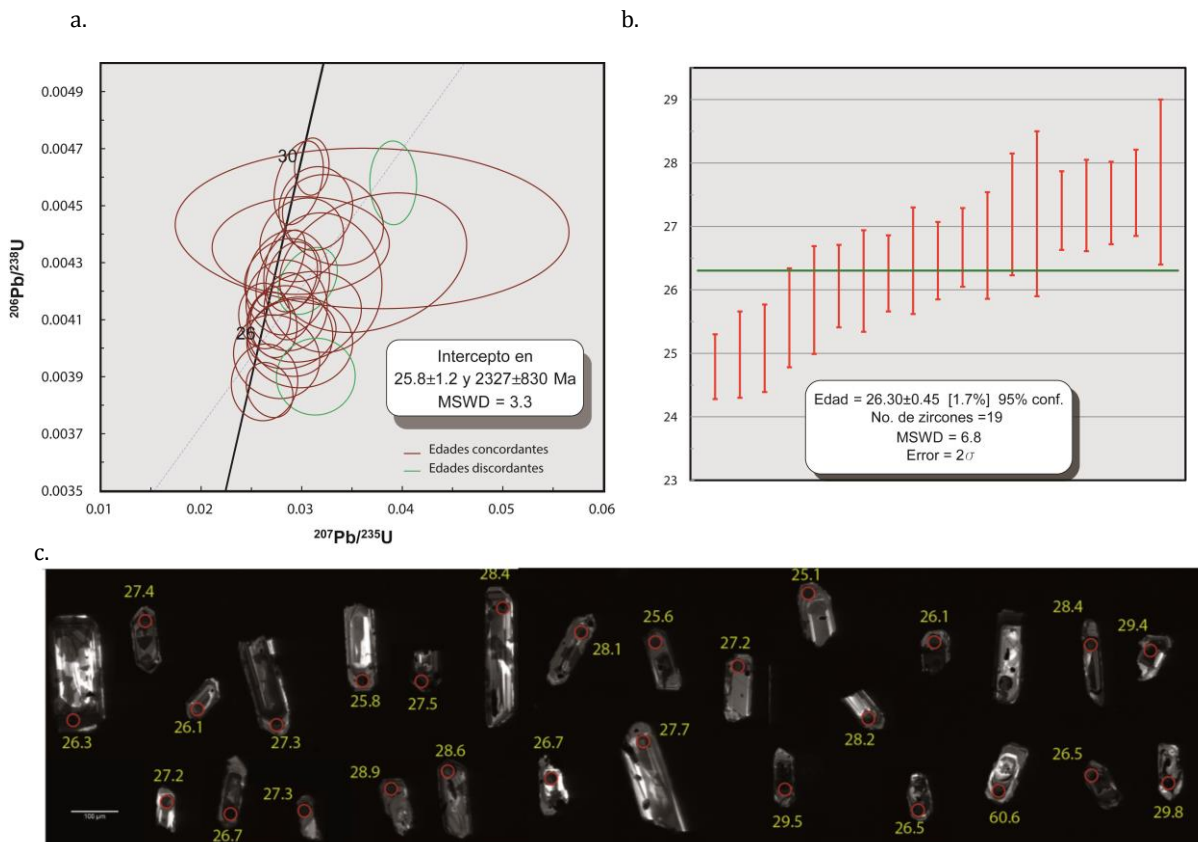 a.
b.
0.0049
0.0047
0.0045
0.0043
0.0041
0.0039
0.0037
0.0035
²⁰⁶Pb/²³⁸U
30
26
Intercepto en
25.8±1.2 y 2327±830 Ma
MSWD = 3.3
Edades concordantes
Edades discordantes
0.01 0.02 0.03 0.04 0.05 0.06
²⁰⁷Pb/²³⁵U
29
28
27
26
25
24
23
Edad = 26.30±0.45 [1.7%] 95% conf.
No. de zircones =19
MSWD = 6.8
Error = 2σ
c.
27.4 28.4 25.1
25.6 26.1 28.4 29.4
28.1 27.2
26.3 26.1 27.3 25.8 27.5 28.2
27.2 27.3 28.9 28.6 26.7 27.7 26.5
100 µm
26.7 29.5 26.5 60.6 29.8